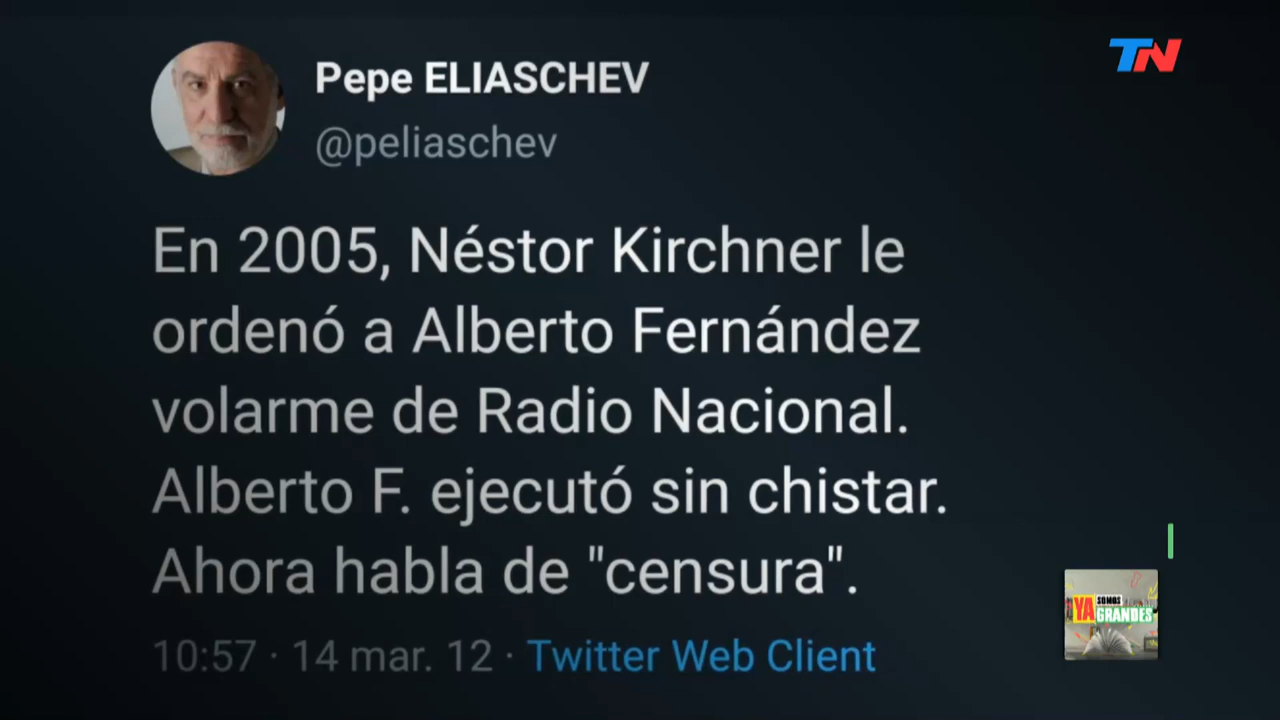 TN
Pepe ELIASCHEV
@peliaschev
En 2005, Néstor Kirchner le
ordenó a Alberto Fernández
volarme de Radio Nacional.
Alberto F. ejecutó sin chistar.
Ahora habla de "censura".
10:57 · 14 mar. 12 · Twitter Web Client
YA SOMOS
GRANDES